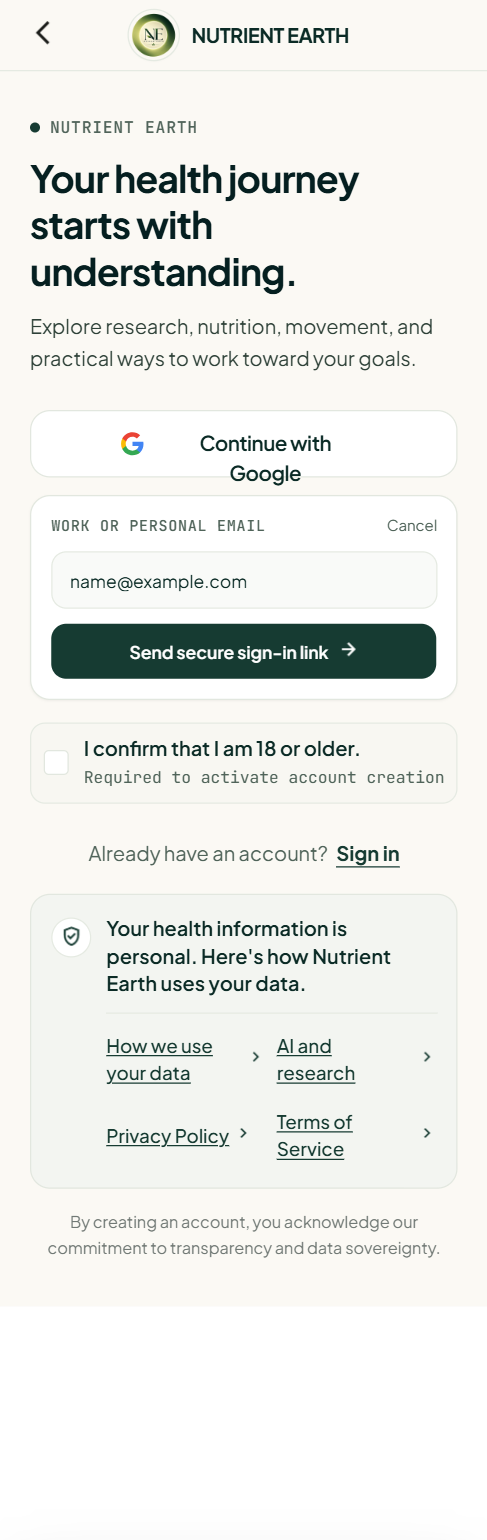 NE
NUTRIENT EARTH
NUTRIENT EARTH
Your health journey
starts with
understanding.
Explore research, nutrition, movement, and
practical ways to work toward your goals.
Continue with
Google
WORK OR PERSONAL EMAIL
Cancel
name@example.com
Send secure sign-in link →
I confirm that I am 18 or older.
Required to activate account creation
Already have an account? Sign in
Your health information is
personal. Here's how Nutrient
Earth uses your data.
How we use
your data
AI and
research
Privacy Policy
Terms of
Service
By creating an account, you acknowledge our
commitment to transparency and data sovereignty.